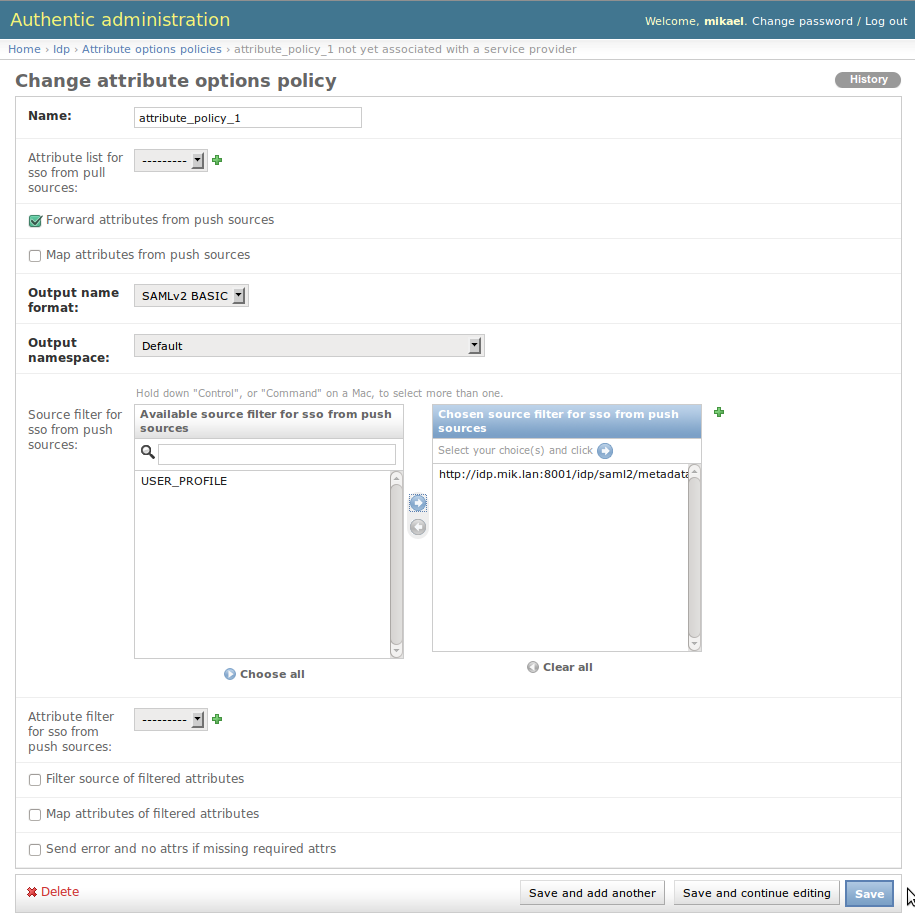 Authentic administration
Welcome, mikael. Change password / Log out
Home › Idp › Attribute options policies › attribute_policy_1 not yet associated with a service provider
Change attribute options policy
History
Name:
attribute_policy_1
Attribute list for
sso from pull
sources:
---------
Forward attributes from push sources
Map attributes from push sources
Output name
format:
SAMLv2 BASIC
Output
namespace:
Default
Hold down "Control", or "Command" on a Mac, to select more than one.
Source filter for
sso from push
sources:
Available source filter for sso from push
sources
USER_PROFILE
Choose all
Chosen source filter for sso from push
sources
Select your choice(s) and click
http://idp.mik.lan:8001/idp/saml2/metadata
Clear all
Attribute filter
for sso from
push sources:
---------
Filter source of filtered attributes
Map attributes of filtered attributes
Send error and no attrs if missing required attrs
Delete
Save and add another
Save and continue editing
Save